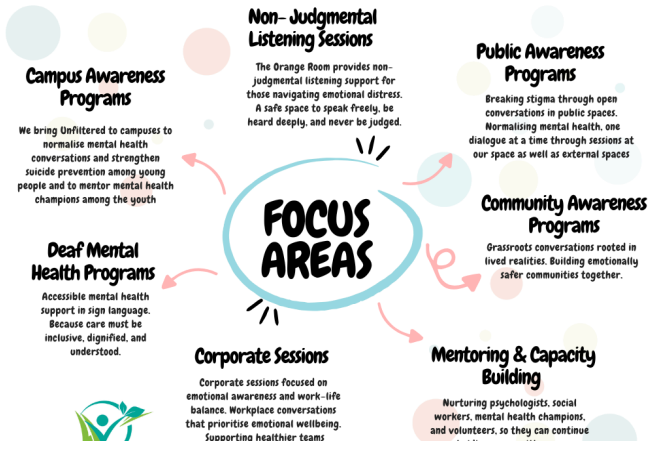 Non- Judgmental
Listening Sessions
The Orange Room provides non-
judgmental listening support for
those navigating emotional distress.
A safe space to speak freely, be
heard deeply, and never be judged.
Public Awareness
Programs
Breaking stigma through open
conversations in public spaces.
Normalising mental health, one
dialogue at a time through sessions at
our space as well as external spaces
Campus Awareness
Programs
We bring Unfiltered to campuses to
normalise mental health
conversations and strengthen
suicide prevention among young
people and to mentor mental health
champions among the youth
FOCUS
AREAS
Community Awareness
Programs
Grassroots conversations rooted in
lived realities. Building emotionally
safer communities together.
Deaf Mental
Health Programs
Accessible mental health
support in sign language.
Because care must be
inclusive, dignified, and
understood.
Corporate Sessions
Corporate sessions focused on
emotional awareness and work-life
balance. Workplace conversations
that prioritise emotional wellbeing.
Supporting healthier teams
Mentoring & Capacity
Building
Nurturing psychologists, social
workers, mental health champions,
and volunteers, so they can continue